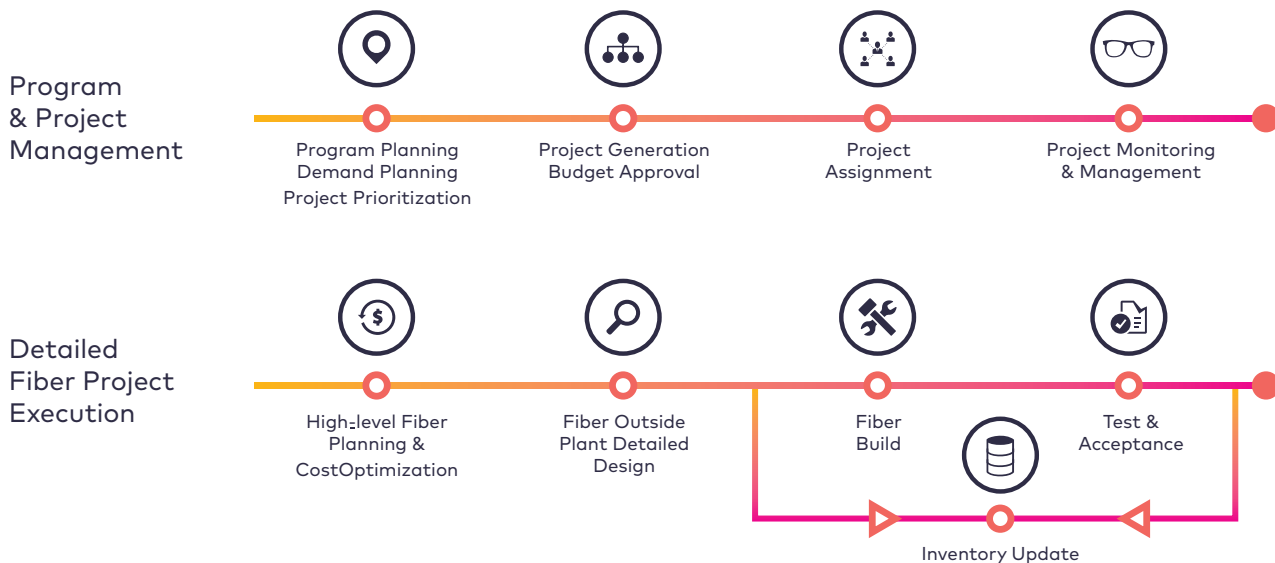 Program
& Project
Management
Program Planning
Demand Planning
Project Prioritization
Project Generation
Budget Approval
Project
Assignment
Project Monitoring
& Management
$
Detailed
Fiber Project
Execution
High-level Fiber
Planning &
CostOptimization
Fiber Outside
Plant Detailed
Design
Fiber
Build
Test &
Acceptance
Inventory Update